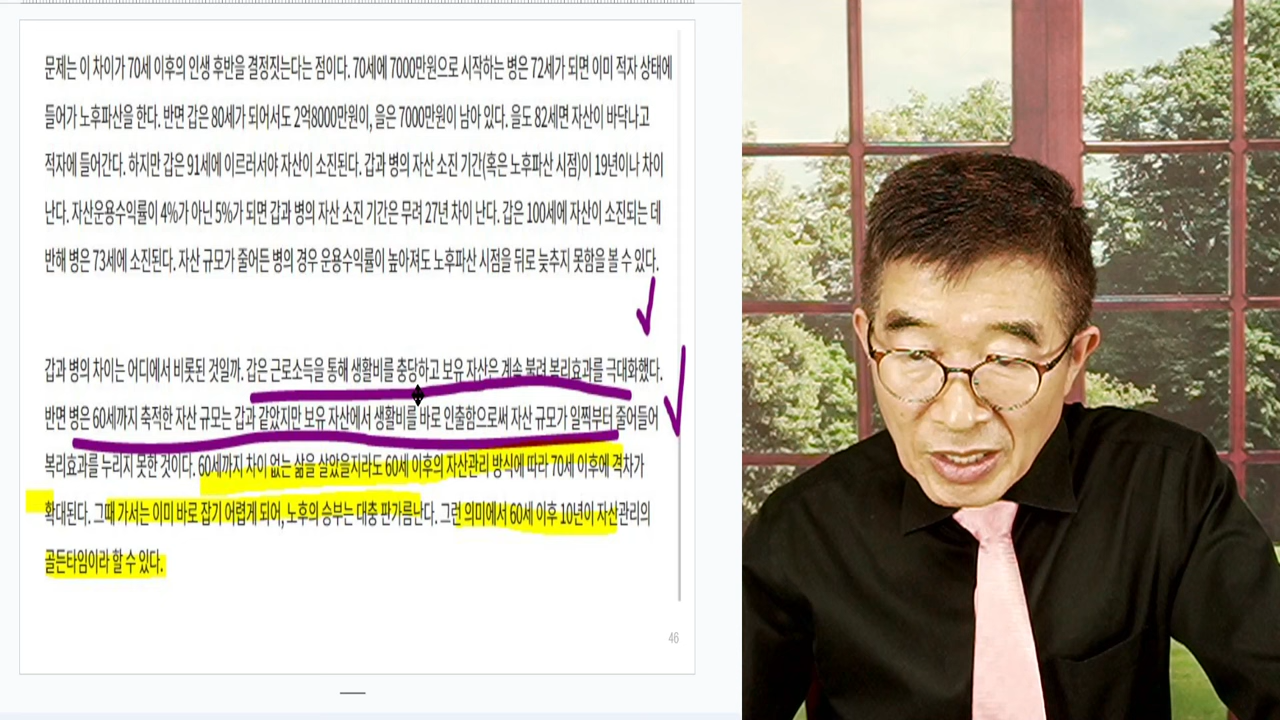 문제는 이 차이가 70세 이후의 인생 후반을 결정짓는다는 점이다. 70세에 7000만원으로 시작하는 병은 72세가 되면 이미 적자 상태에
들어가 노후파산을 한다. 반면 갑은 80세가 되어서도 2억8000만원이, 을은 7000만원이 남아 있다. 을도 82세면 자산이 바닥나고
적자에 들어간다. 하지만 갑은 91세에 이르러서야 자산이 소진된다. 갑과 병의 자산 소진 기간(혹은 노후파산 시점)이 19년이나 차이
난다. 자산운용수익률이 4%가 아닌 5%가 되면 갑과 병의 자산 소진 기간은 무려 27년 차이 난다. 갑은 100세에 자산이 소진되는 데
반해 병은 73세에 소진된다. 자산 규모가 줄어든 병의 경우 운용수익률이 높아져도 노후파산 시점을 뒤로 늦추지 못함을 볼 수 있다.
갑과 병의 차이는 어디에서 비롯된 것일까. 갑은 근로소득을 통해 생활비를 충당하고 보유 자산은 계속 불려 복리효과를 극대화했다.
반면 병은 60세까지 축적한 자산 규모는 갑과 같았지만 보유 자산에서 생활비를 바로 인출함으로써 자산 규모가 일찍부터 줄어들어
복리효과를 누리지 못한 것이다. 60세까지 차이 없는 삶을 살았을지라도 60세 이후의 자산관리 방식에 따라 70세 이후에 격차가
확대된다. 그때 가서는 이미 바로 잡기 어렵게 되어, 노후의 승부는 대충 판가름난다. 그런 의미에서 60세 이후 10년이 자산관리의
골든타임이라 할 수 있다.
46